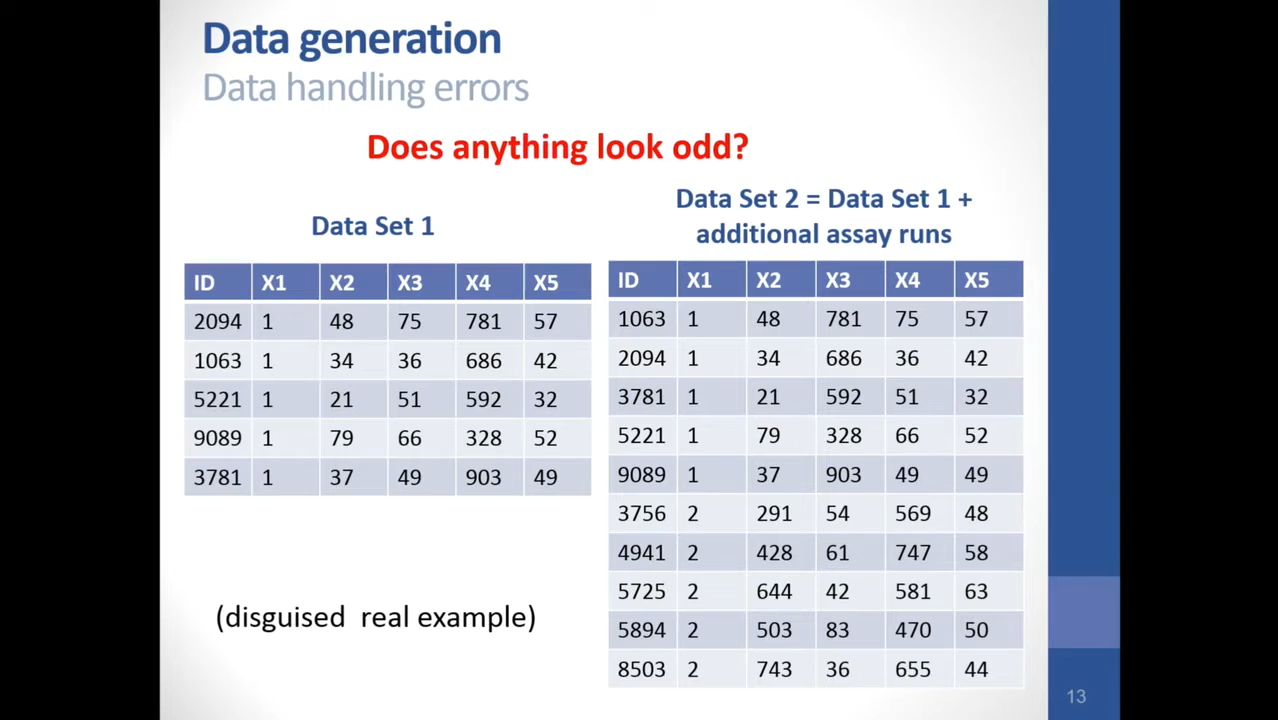 Data generation
Data handling errors
Does anything look odd?
Data Set 1
ID X1 X2 X3 X4 X5
2094 1 48 75 781 57
1063 1 34 36 686 42
5221 1 21 51 592 32
9089 1 79 66 328 52
3781 1 37 49 903 49
(disguised real example)
Data Set 2 = Data Set 1 +
additional assay runs
ID X1 X2 X3 X4 X5
1063 1 48 781 75 57
2094 1 34 686 36 42
3781 1 21 592 51 32
5221 1 79 328 66 52
9089 1 37 903 49 49
3756 2 291 54 569 48
4941 2 428 61 747 58
5725 2 644 42 581 63
5894 2 503 83 470 50
8503 2 743 36 655 44
13